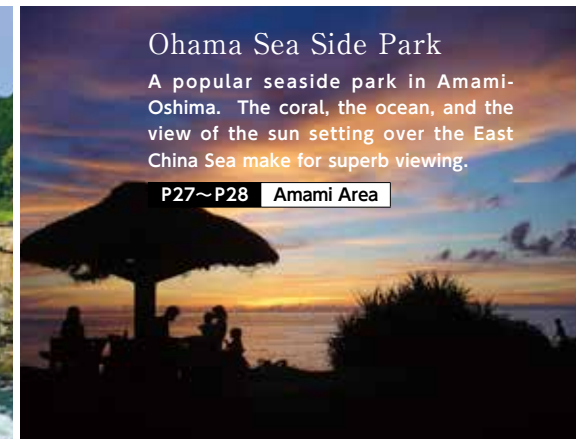 Ohama Sea Side Park
A popular seaside park in Amami-
Oshima. The coral, the ocean, and the
view of the sun setting over the East
China Sea make for superb viewing.
P27～P28 Amami Area